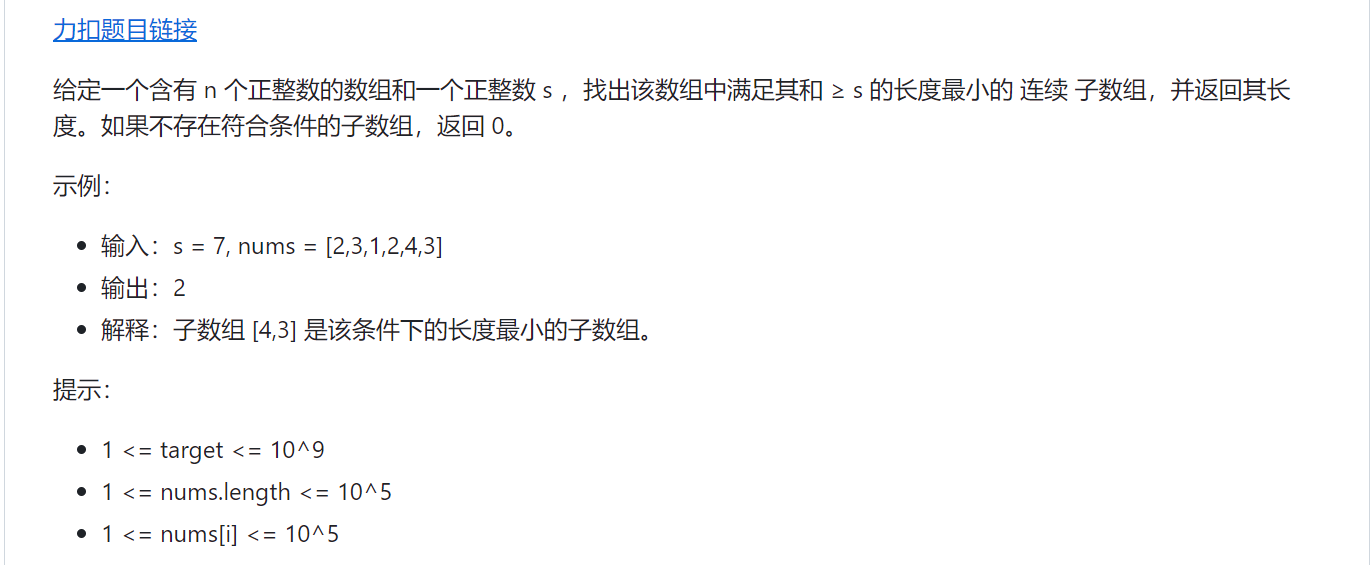 力扣题目链接
给定一个含有 n 个正整数的数组和一个正整数 s ，找出该数组中满足其和 ≥ s 的长度最小的 连续 子数组，并返回其长
度。如果不存在符合条件的子数组，返回 0。
示例：
• 输入：s = 7, nums = [2,3,1,2,4,3]
• 输出：2
• 解释：子数组 [4,3] 是该条件下的长度最小的子数组。
提示：
• 1 <= target <= 10^9
• 1 <= nums.length <= 10^5
• 1 <= nums[i] <= 10^5